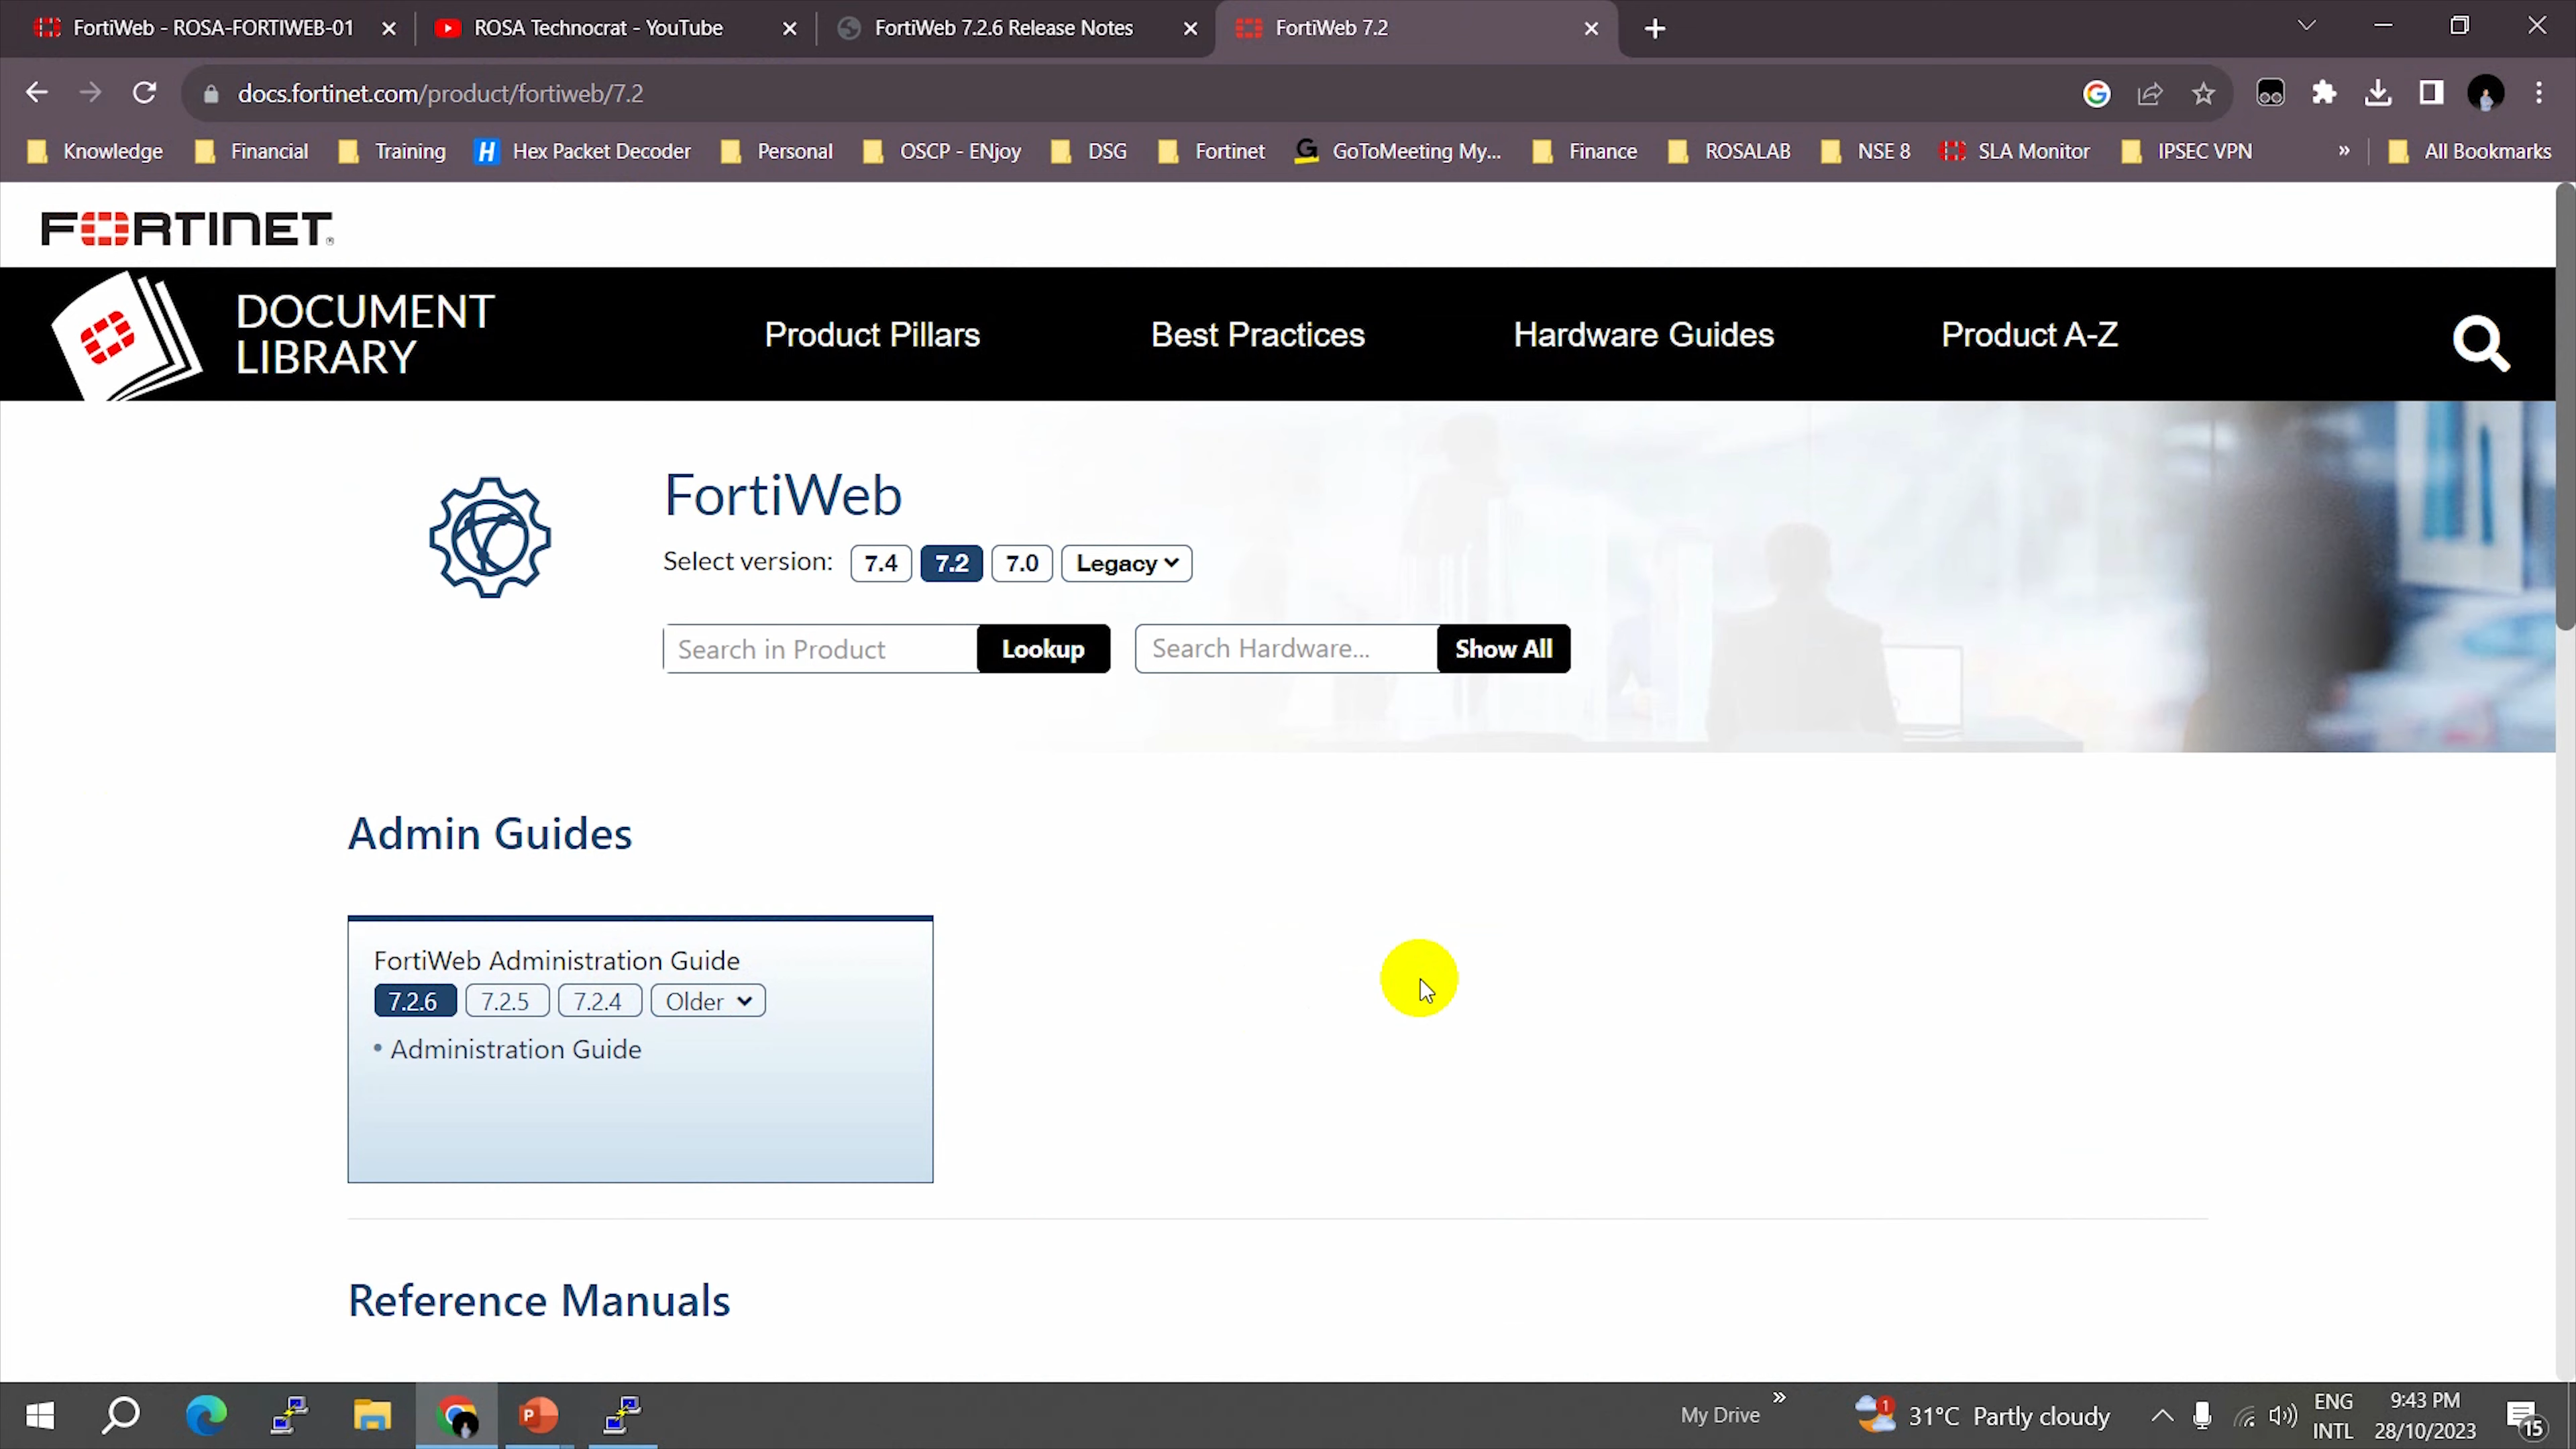 FortiWeb - ROSA-FORTIWEB-01
ROSA Technocrat - YouTube
FortiWeb 7.2.6 Release Notes
FortiWeb 7.2
docs.fortinet.com/product/fortiweb/7.2
Knowledge
Financial
Training
H Hex Packet Decoder
Personal
OSCP - ENjoy
DSG
Fortinet
G GoToMeeting My...
Finance
ROSALAB
NSE 8
SLA Monitor
IPSEC VPN
»
All Bookmarks
FORTINET
DOCUMENT
LIBRARY
Product Pillars
Best Practices
Hardware Guides
Product A-Z
FortiWeb
Select version: 7.4 7.2 7.0 Legacy
Search in Product Lookup Search Hardware... Show All
Admin Guides
FortiWeb Administration Guide
7.2.6 7.2.5 7.2.4 Older
• Administration Guide
Reference Manuals
My Drive »
1 31°C Partly cloudy
ENG
INTL
9:43 PM
28/10/2023
15